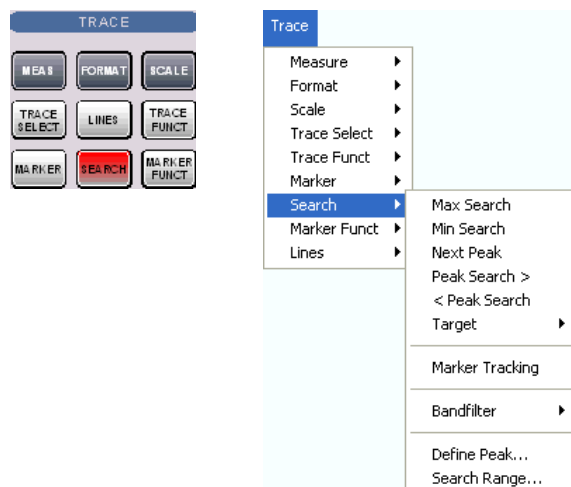 TRACE
MEAS FORMAT SCALE
TRACE SELECT LINES TRACE FUNCT
MARKER SEARCH MARKER FUNCT
Trace
Measure
Format
Scale
Trace Select
Trace Funct
Marker
Search
Marker Funct
Lines
Max Search
Min Search
Next Peak
Peak Search >
< Peak Search
Target
Marker Tracking
Bandfilter
Define Peak...
Search Range...